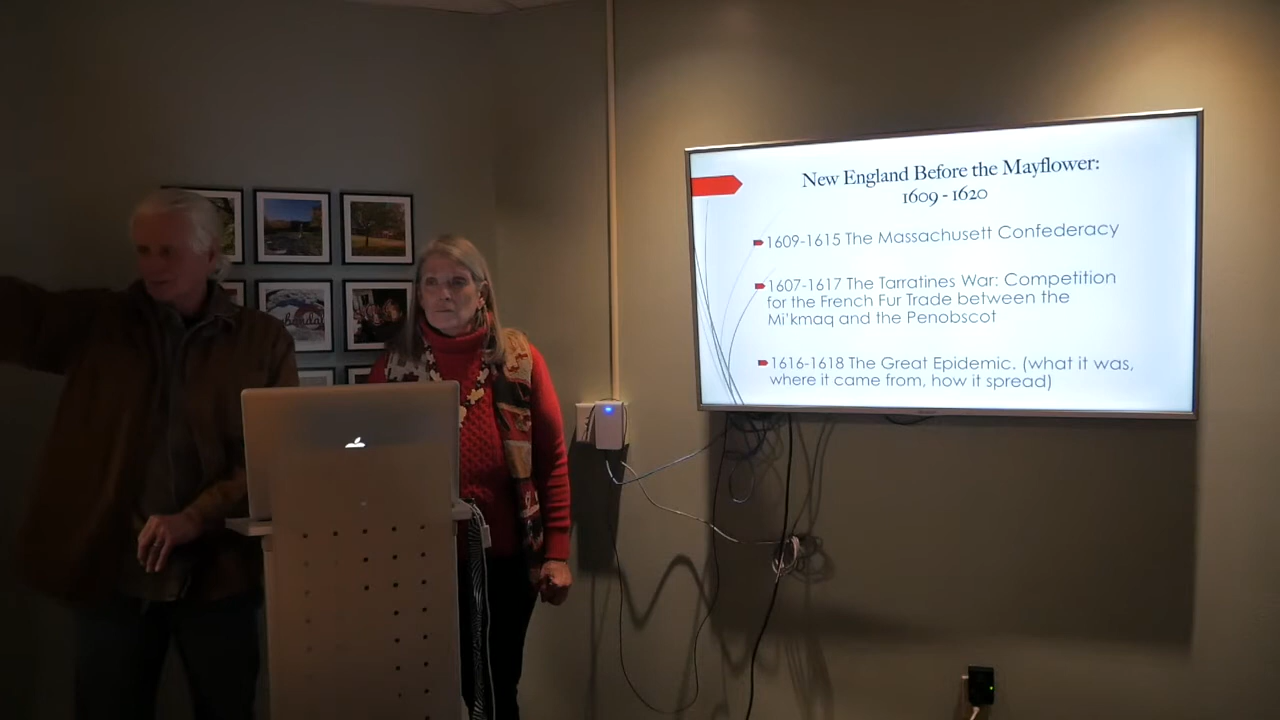 New England Before the Mayflower:
1609 - 1620
1609-1615 The Massachusett Confederacy
1607-1617 The Tarratines War: Competition
for the French Fur Trade between the
Mi'kmaq and the Penobscot
1616-1618 The Great Epidemic. (what it was,
where it came from, how it spread)